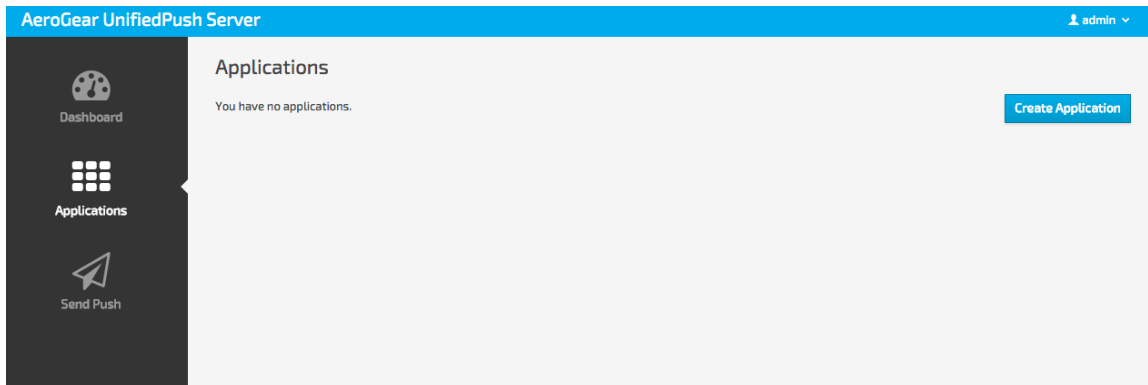 AeroGear UnifiedPush Server
admin
Dashboard
Applications
Send Push
Applications
You have no applications.
Create Application